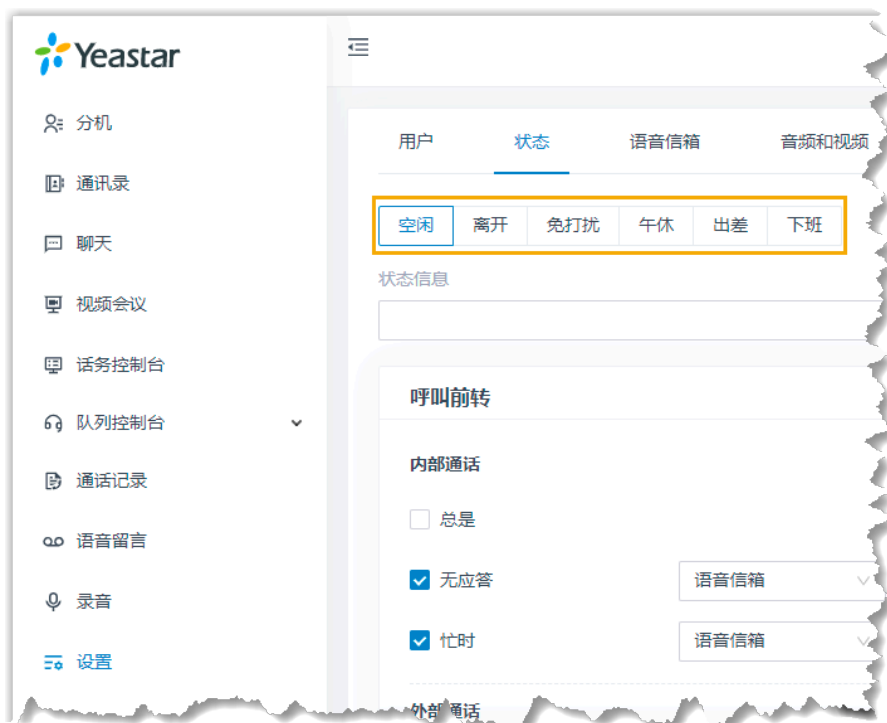 Yeastar
分机
通讯录
聊天
视频会议
话务控制台
队列控制台
通话记录
语音留言
录音
设置
用户 状态 语音信箱 音频和视频
空闲 离开 免打扰 午休 出差 下班
状态信息
呼叫前转
内部通话
总是
无应答 语音信箱
忙时 语音信箱
外部通话